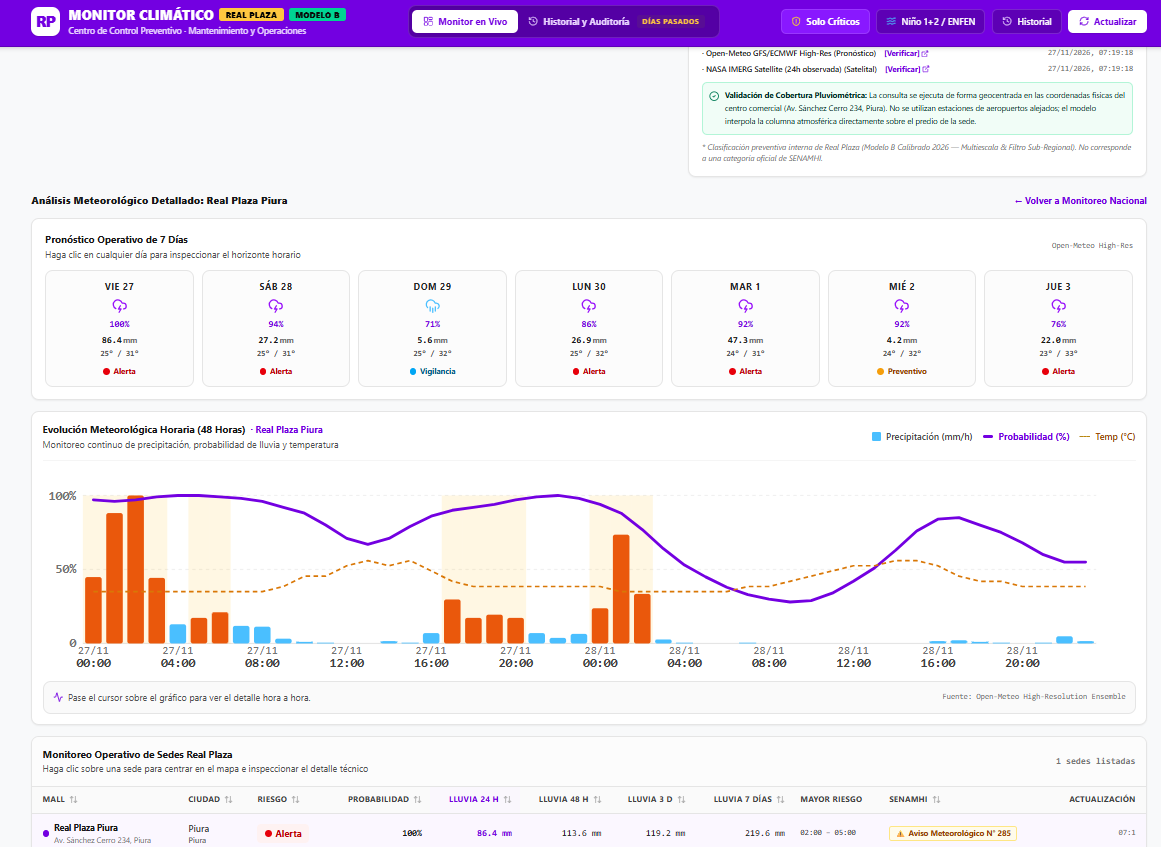 RP MONITOR CLIMÁTICO REAL PLAZA MODELO B
Centro de Control Preventivo · Mantenimiento y Operaciones
Monitor en Vivo Historial y Auditoría DÍAS PASADOS
Solo Críticos Niño 1+2 / ENFEN Historial Actualizar
· Open-Meteo GFS/ECMWF High-Res (Pronóstico) [Verificar] 27/11/2026, 07:19:18
· NASA IMERG Satellite (24h observada) (Satelital) [Verificar] 27/11/2026, 07:19:18
Validación de Cobertura Pluviométrica: La consulta se ejecuta de forma geocentrada en las coordenadas físicas del
centro comercial (Av. Sánchez Cerro 234, Piura). No se utilizan estaciones de aeropuertos alejados; el modelo
interpola la columna atmosférica directamente sobre el predio de la sede.
* Clasificación preventiva interna de Real Plaza (Modelo B Calibrado 2026 — Multiescala & Filtro Sub-Regional). No corresponde
a una categoría oficial de SENAMHI.
Análisis Meteorológico Detallado: Real Plaza Piura
← Volver a Monitoreo Nacional
Pronóstico Operativo de 7 Días
Haga clic en cualquier día para inspeccionar el horizonte horario
Open-Meteo High-Res
VIE 27
100%
86.4 mm
25° / 31°
Alerta
SÁB 28
94%
27.2 mm
25° / 31°
Alerta
DOM 29
71%
5.6 mm
25° / 32°
Vigilancia
LUN 30
86%
26.9 mm
25° / 32°
Alerta
MAR 1
92%
47.3 mm
24° / 31°
Alerta
MIÉ 2
92%
4.2 mm
24° / 32°
Preventivo
JUE 3
76%
22.0 mm
23° / 33°
Alerta
Evolución Meteorológica Horaria (48 Horas) · Real Plaza Piura
Monitoreo continuo de precipitación, probabilidad de lluvia y temperatura
Precipitación (mm/h) Probabilidad (%) Temp (°C)
100%
50%
0
27/11 27/11 27/11 27/11 27/11 27/11 28/11 28/11 28/11 28/11 28/11 28/11
00:00 04:00 08:00 12:00 16:00 20:00 00:00 04:00 08:00 12:00 16:00 20:00
Pase el cursor sobre el gráfico para ver el detalle hora a hora.
Fuente: Open-Meteo High-Resolution Ensemble
Monitoreo Operativo de Sedes Real Plaza
Haga clic sobre una sede para centrar en el mapa e inspeccionar el detalle técnico
1 sedes listadas
MALL CIUDAD RIESGO PROBABILIDAD LLUVIA 24 H LLUVIA 48 H LLUVIA 3 D LLUVIA 7 DÍAS MAYOR RIESGO SENAMHI ACTUALIZACIÓN
Real Plaza Piura Piura Alerta 100% 86.4 mm 113.6 mm 119.2 mm 219.6 mm 02:00 – 05:00 Aviso Meteorológico N° 285 07:1
Av. Sánchez Cerro 234, Piura Piura